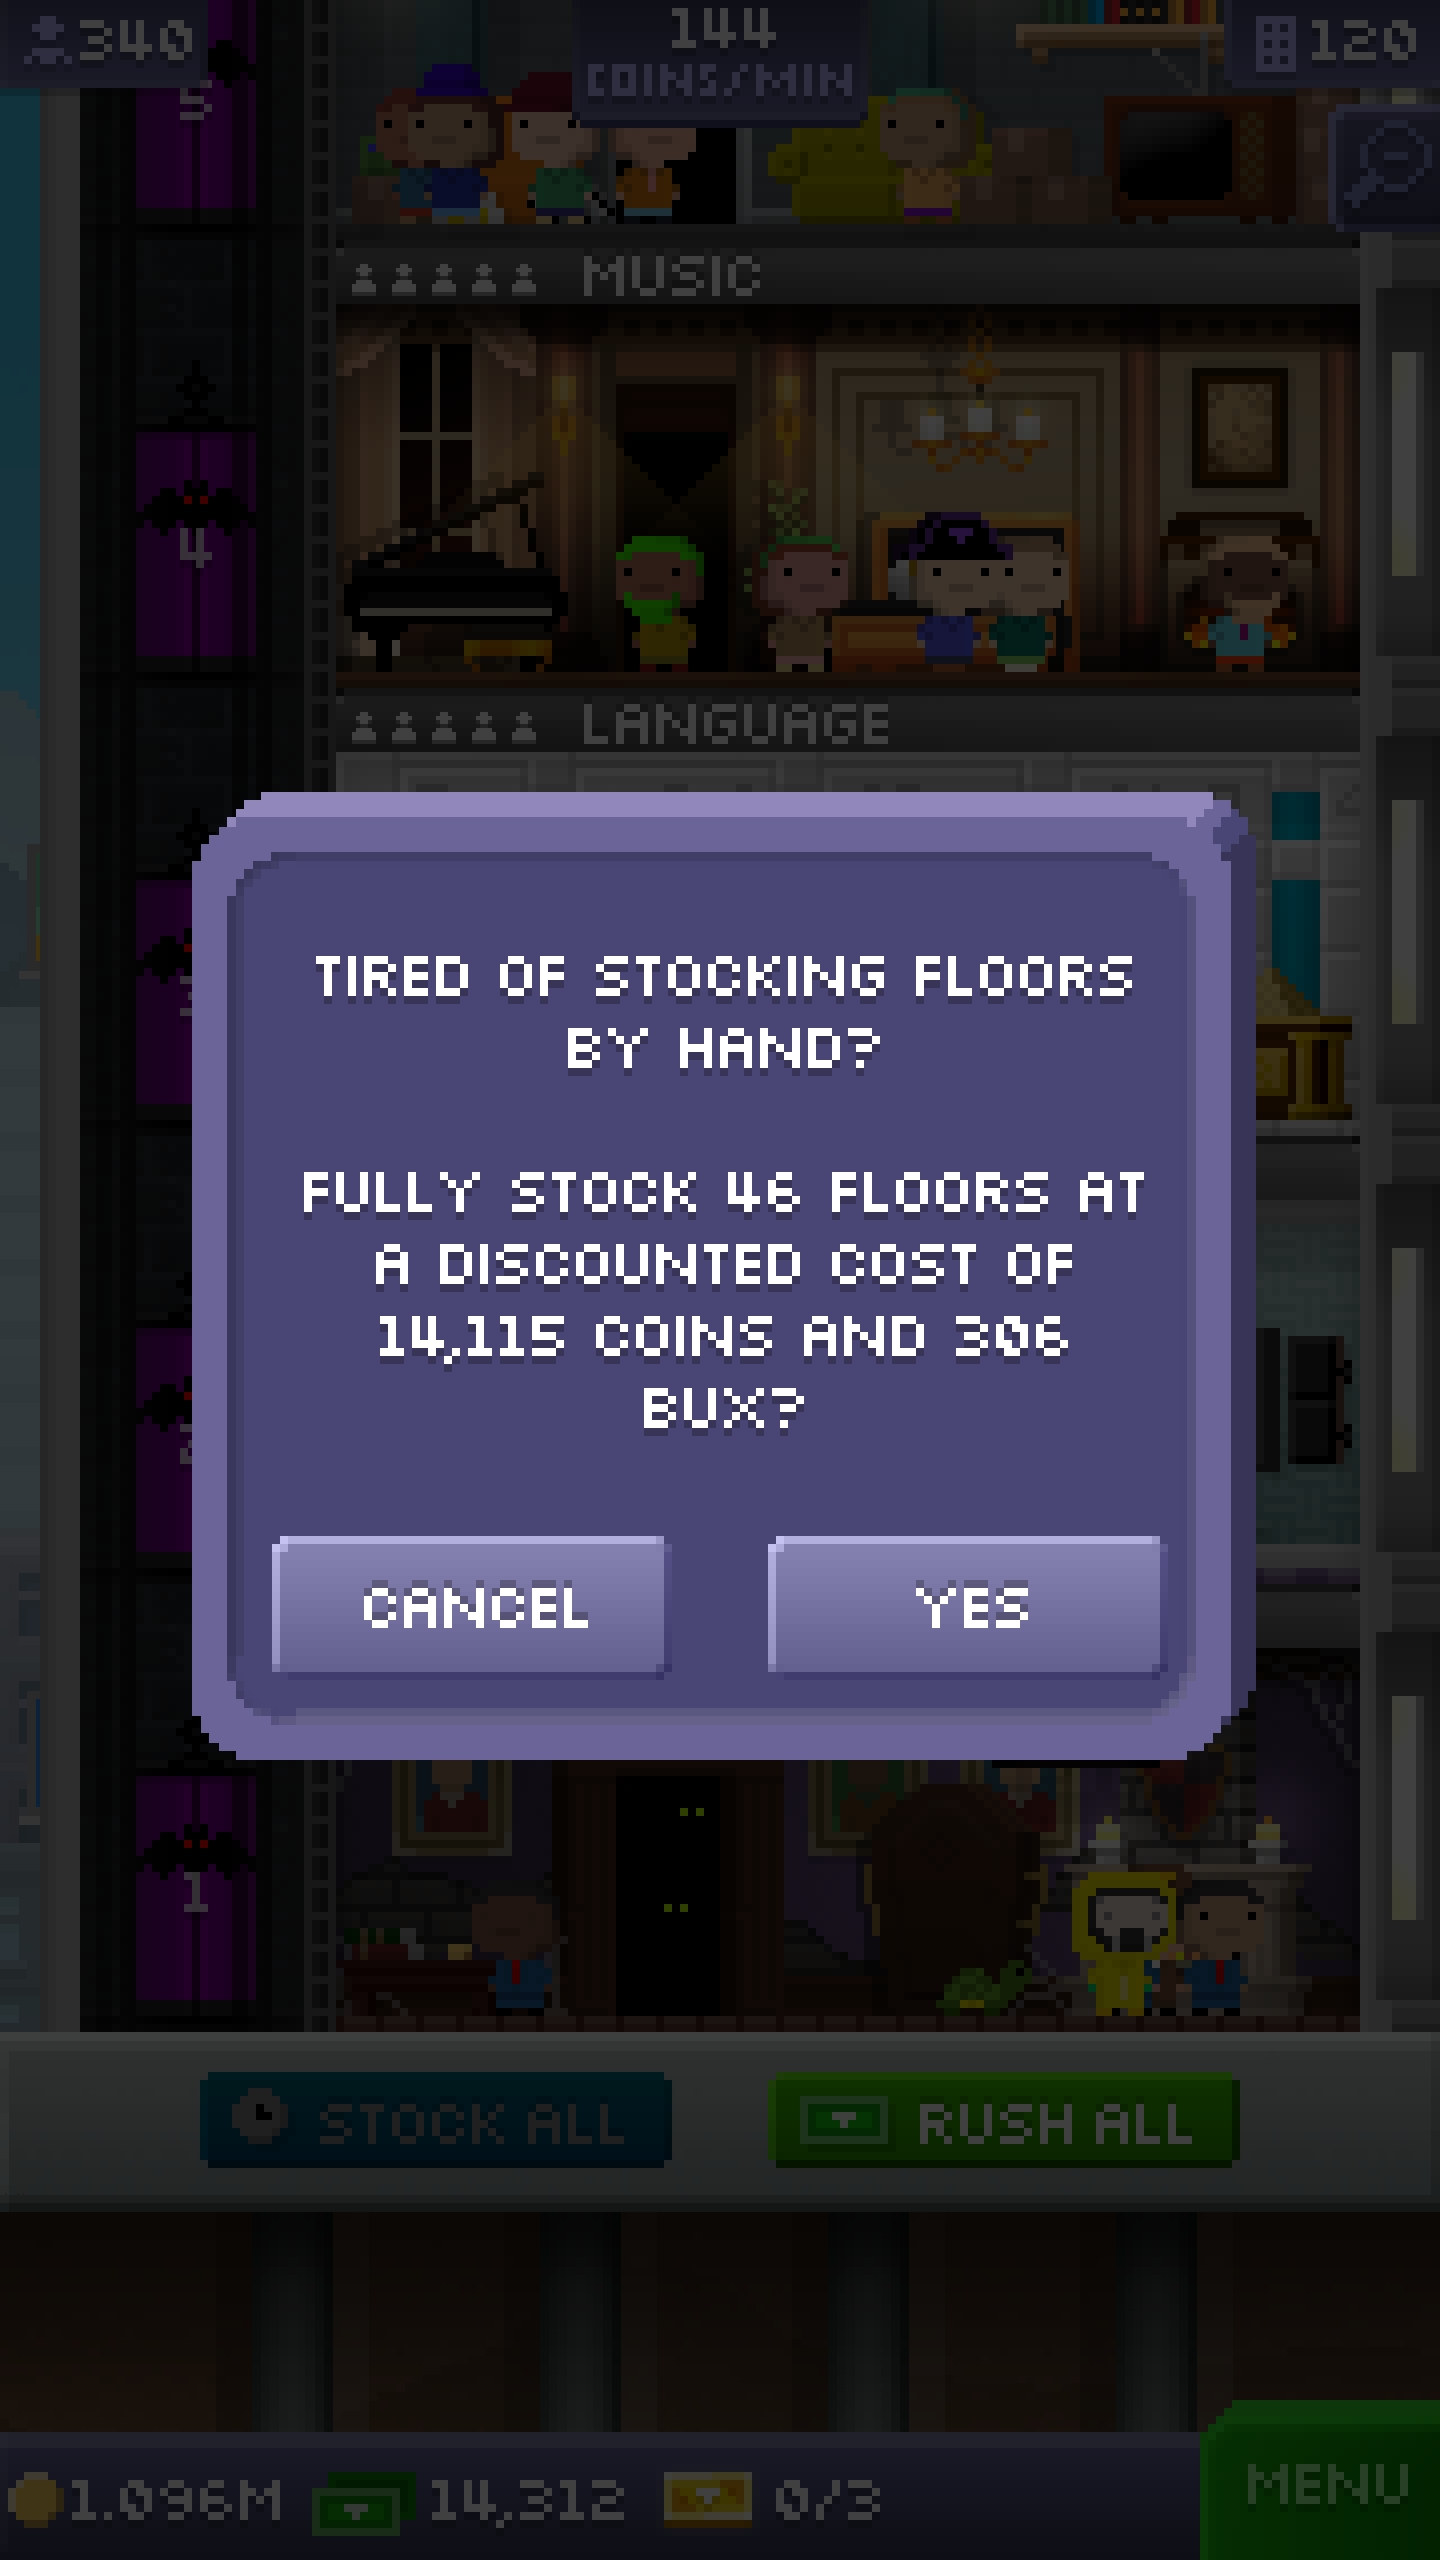 340
144
COINS/MIN
120
5
MUSIC
4
LANGUAGE
TIRED OF STOCKING FLOORS
BY HAND?
FULLY STOCK 46 FLOORS AT
A DISCOUNTED COST OF
14,115 COINS AND 306
BUX?
CANCEL
YES
1
STOCK ALL
RUSH ALL
1.096M
14,312
0/3
MENU